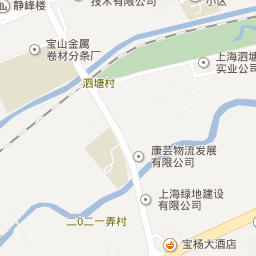 静峰楼
技术有限公司
小区
宝山金属
卷材分条厂
上海泗塘
实业公司
泗塘村
康芸物流发展
有限公司
上海绿地建设
有限公司
二0二一弄村
宝杨大酒店